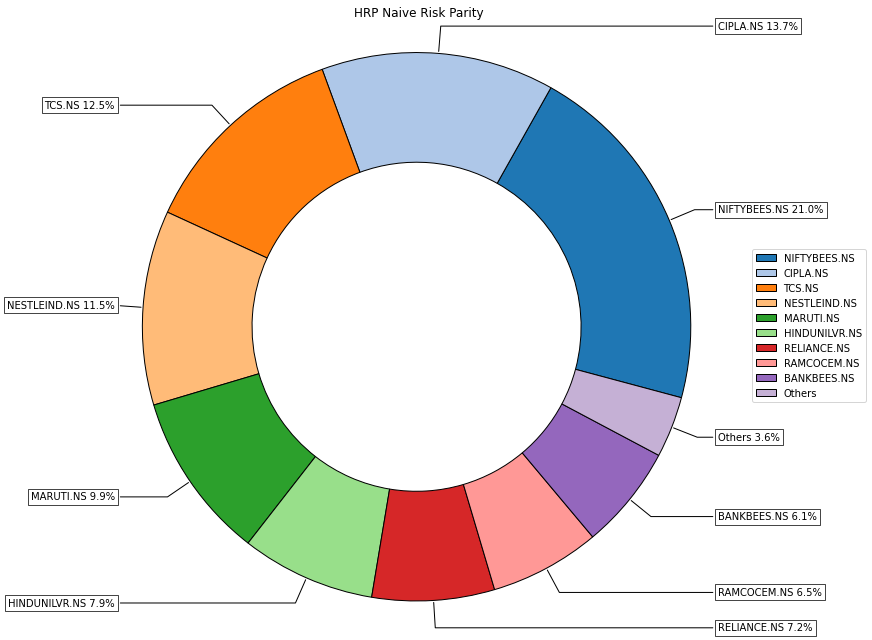 HRP Naive Risk Parity
CIPLA.NS 13.7%
TCS.NS 12.5%
NIFTYBEES.NS 21.0%
NESTLEIND.NS 11.5%
MARUTI.NS 9.9%
HINDUNILVR.NS 7.9%
Others 3.6%
BANKBEES.NS 6.1%
RAMCOCEM.NS 6.5%
RELIANCE.NS 7.2%
NIFTYBEES.NS
CIPLA.NS
TCS.NS
NESTLEIND.NS
MARUTI.NS
HINDUNILVR.NS
RELIANCE.NS
RAMCOCEM.NS
BANKBEES.NS
Others